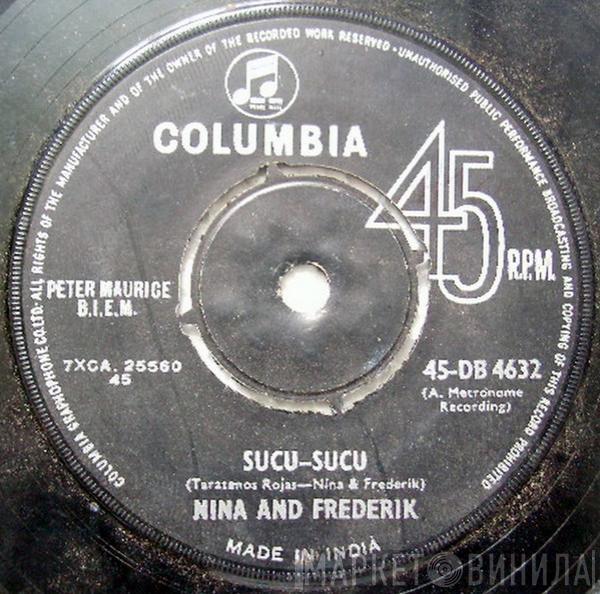 COLUMBIA GRAPHOPHONE CO. LTD. ALL RIGHTS OF THE MANUFACTURER AND OF THE OWNER OF THE RECORDED WORK RESERVED - UNAUTHORISED PUBLIC PERFORMANCE BROADCASTING AND COPYING OF THIS RECORD PROHIBITED
COLUMBIA
45
R.P.M.
PETER MAURICE
B.I.E.M.
7XCA. 25560
45
45-DB 4632
(A. Metronome
Recording)
SUCU-SUCU
(Taratenos Rojas—Nina & Frederik)
NINA AND FREDERIK
MADE IN INDIA
МАРКЕТ ВИНИЛА